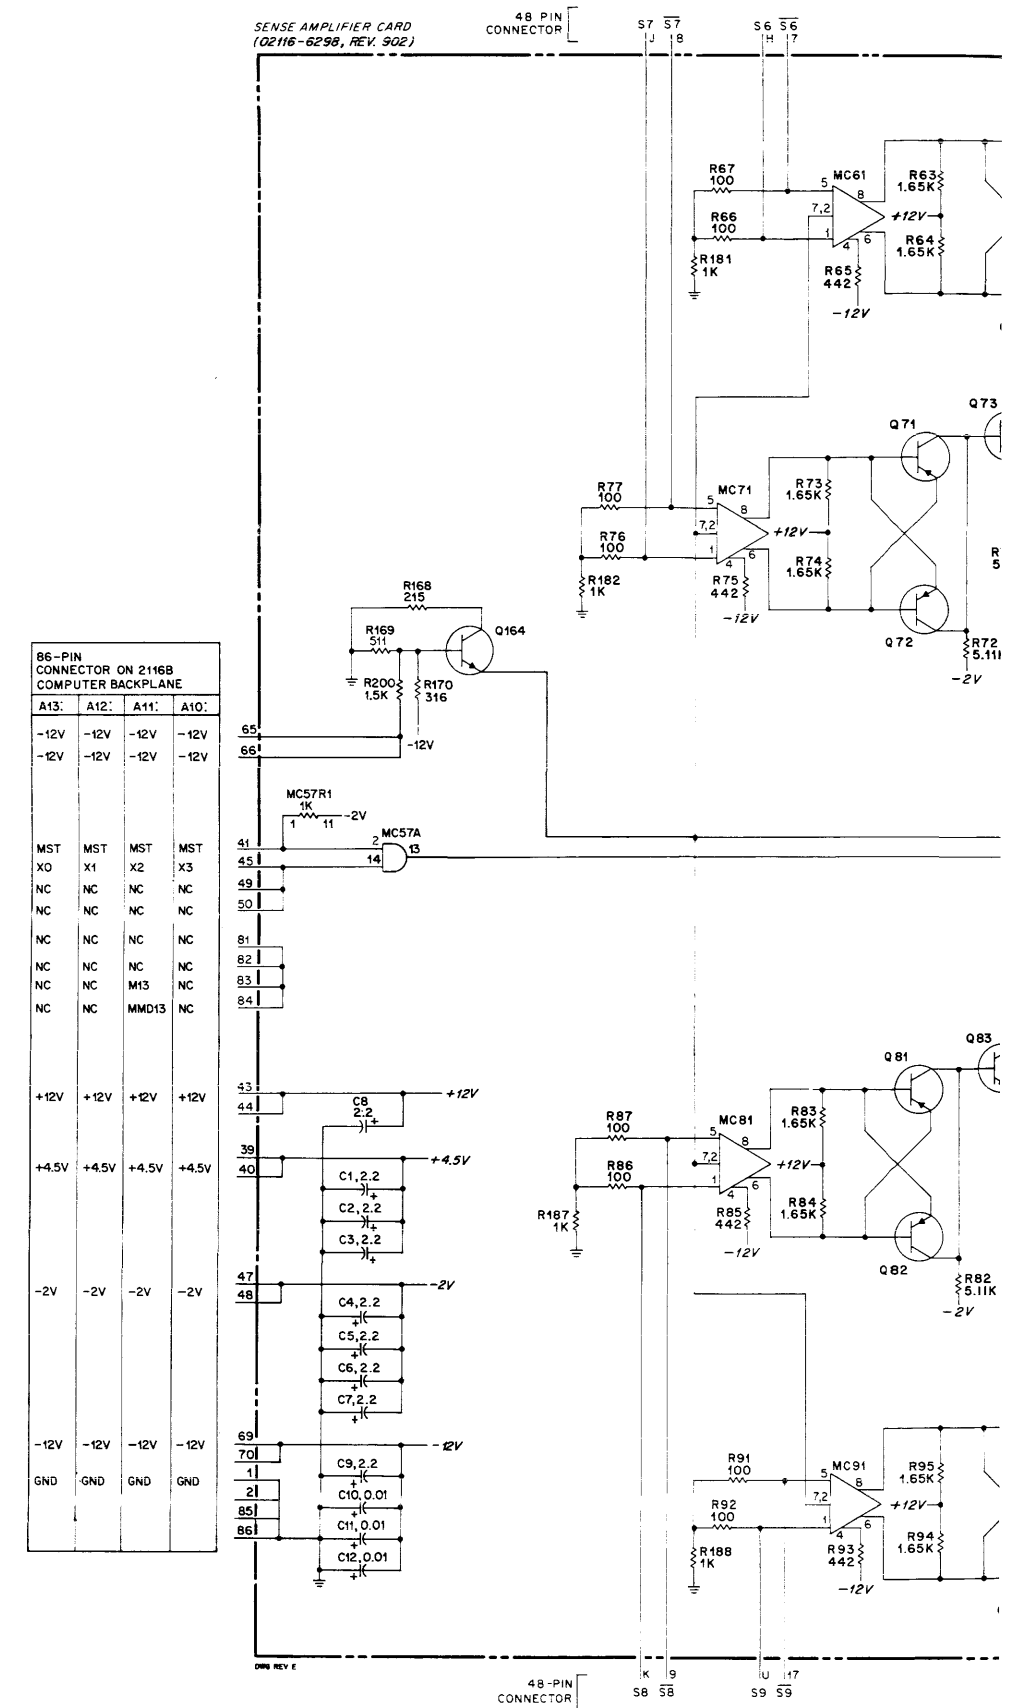 SENSE AMPLIFIER CARD
(02116-6298, REV. 902)
48 PIN
CONNECTOR
S7 S7 S6 S6
J 8 H 7
R67
100
MC61
5
8
R63
1.65K
7,2
+12V
R66
100
1
4
6
R64
1.65K
R181
1K
R65
442
-12V
Q73
Q71
R77
100
MC71
5
8
R73
1.65K
7,2
+12V
R76
100
1
4
6
R74
1.65K
R182
1K
R75
442
-12V
Q72
R72
5.11K
-2V
R168
215
R169
511
Q164
R200
1.5K
R170
316
-12V
86-PIN
CONNECTOR ON 2116B
COMPUTER BACKPLANE
A13: A12: A11: A10:
-12V -12V -12V -12V 65
-12V -12V -12V -12V 66
MC57R1
1K
1 11 -2V
MC57A
MST MST MST MST 41 2 13
X0 X1 X2 X3 45 14
NC NC NC NC 49
NC NC NC NC 50
NC NC NC NC 81
NC NC NC NC 82
NC NC M13 NC 83
NC NC MMD13 NC 84
+12V +12V +12V +12V 43 +12V
44
C8
2.2
+
+4.5V +4.5V +4.5V +4.5V 39 +4.5V
40
C1, 2.2
+
C2, 2.2
+
C3, 2.2
+
-2V -2V -2V -2V 47 -2V
48
C4, 2.2
+
C5, 2.2
+
C6, 2.2
+
C7, 2.2
+
-12V -12V -12V -12V 69 -12V
70
GND GND GND GND 1
2
85
86
C9, 2.2
+
C10, 0.01
+
C11, 0.01
+
C12, 0.01
+
Q83
Q81
R87
100
MC81
5
8
R83
1.65K
7,2
+12V
R86
100
1
4
6
R84
1.65K
R187
1K
R85
442
-12V
Q82
R82
5.11K
-2V
R91
100
MC91
5
8
R95
1.65K
7,2
+12V
R92
100
1
4
6
R94
1.65K
R188
1K
R93
442
-12V
DWG REV E
48-PIN
CONNECTOR
K 9 U 17
S8 S8 S9 S9